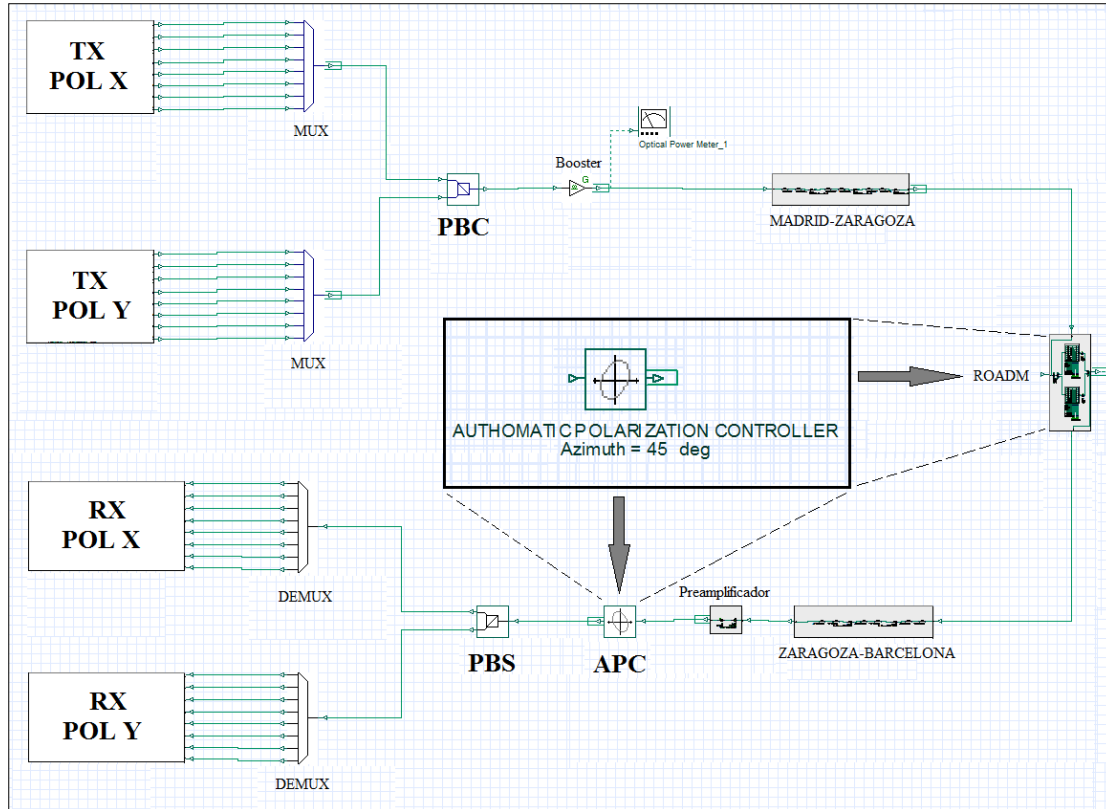 TX
POL X
MUX
Optical Power Meter_1
Booster
G
PBC
MADRID-ZARAGOZA
TX
POL Y
MUX
ROADM
AUTHOMATIC POLARIZATION CONTROLLER
Azimuth = 45 deg
RX
POL X
DEMUX
Preamplificador
PBS
APC
ZARAGOZA-BARCELONA
RX
POL Y
DEMUX